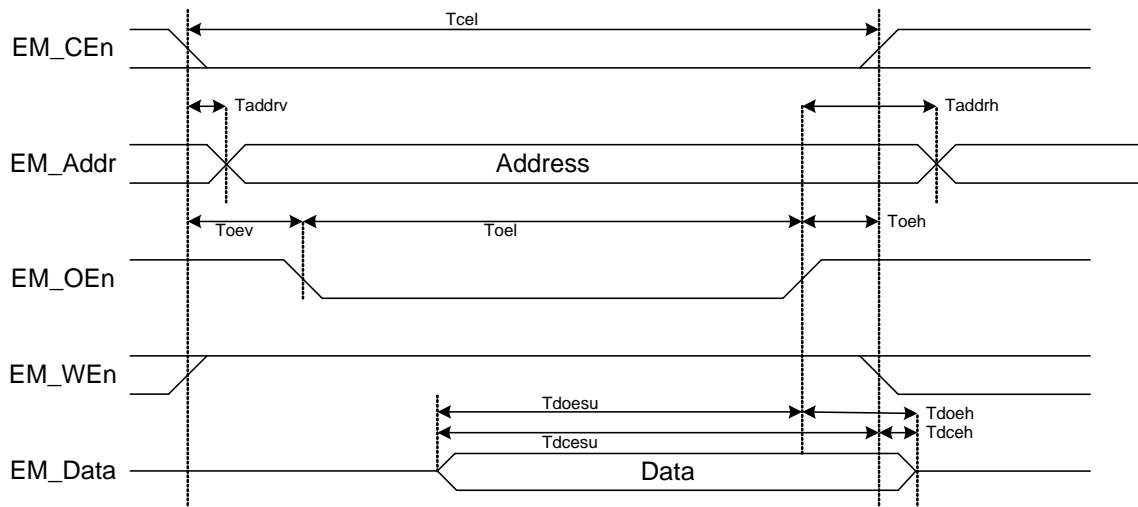 Tcel
EM_CEn
Taddrv
Taddrh
EM_Addr
Address
Toev
Toel
Toeh
EM_OEn
EM_WEn
Tdoesu
Tdoeh
Tdcesu
Tdceh
EM_Data
Data